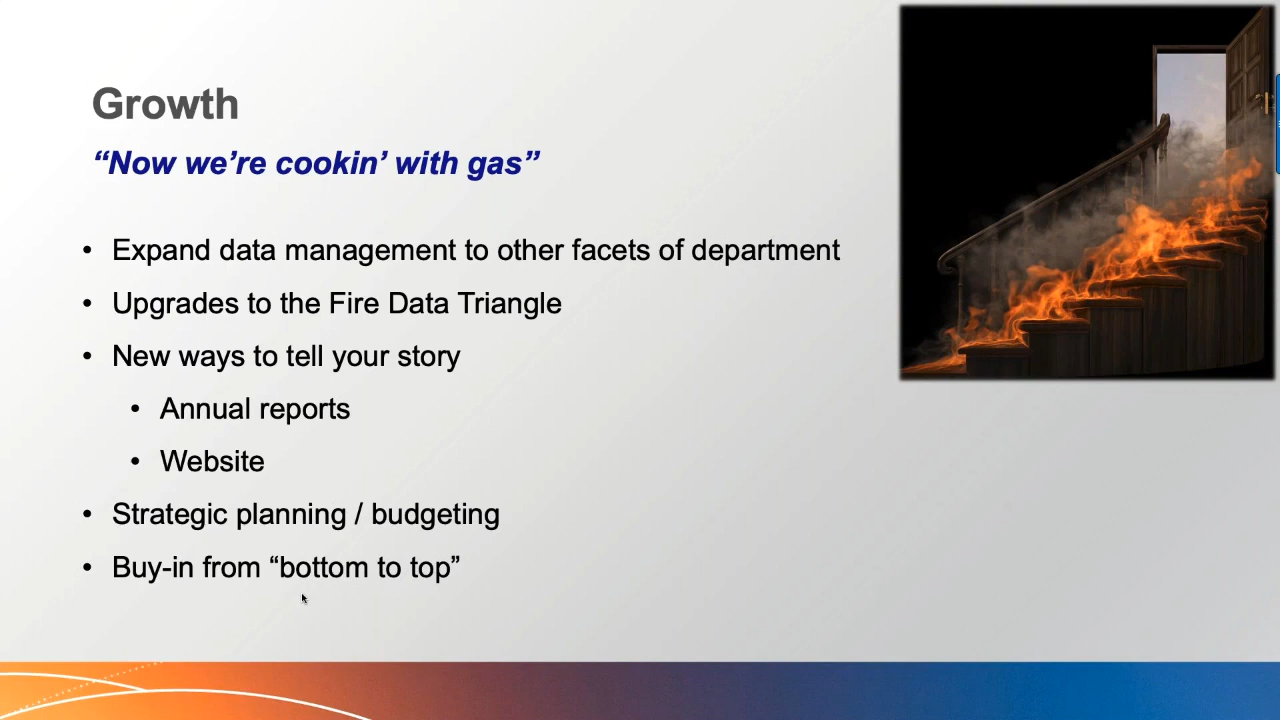 Growth
“Now we’re cookin’ with gas”
• Expand data management to other facets of department
• Upgrades to the Fire Data Triangle
• New ways to tell your story
• Annual reports
• Website
• Strategic planning / budgeting
• Buy-in from “bottom to top”